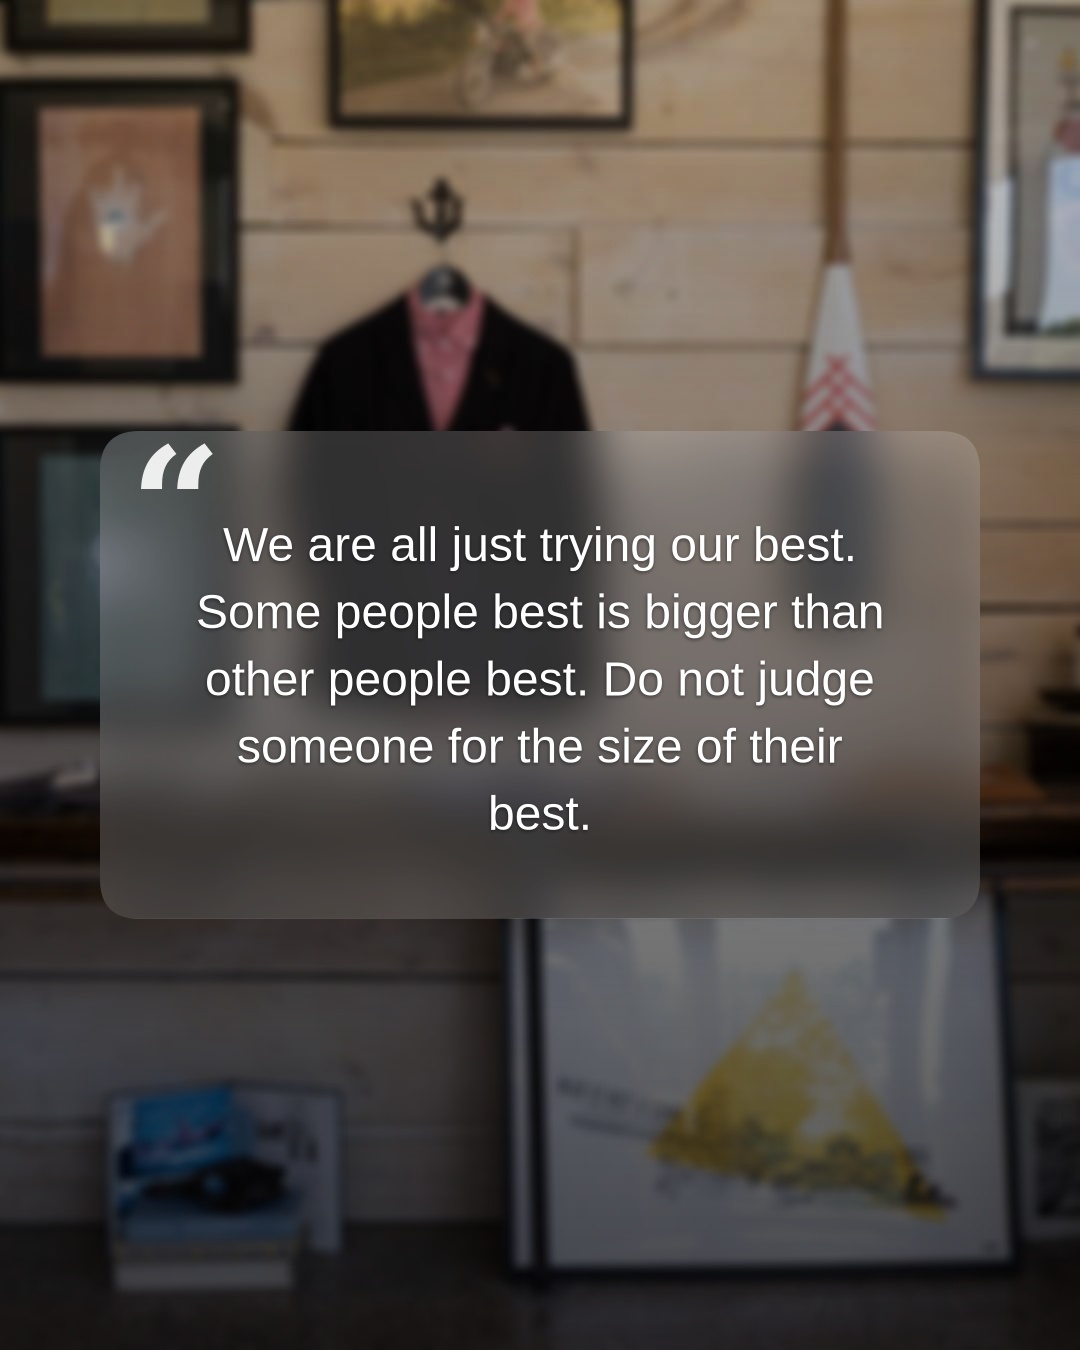 “
We are all just trying our best.
Some people best is bigger than
other people best. Do not judge
someone for the size of their
best.